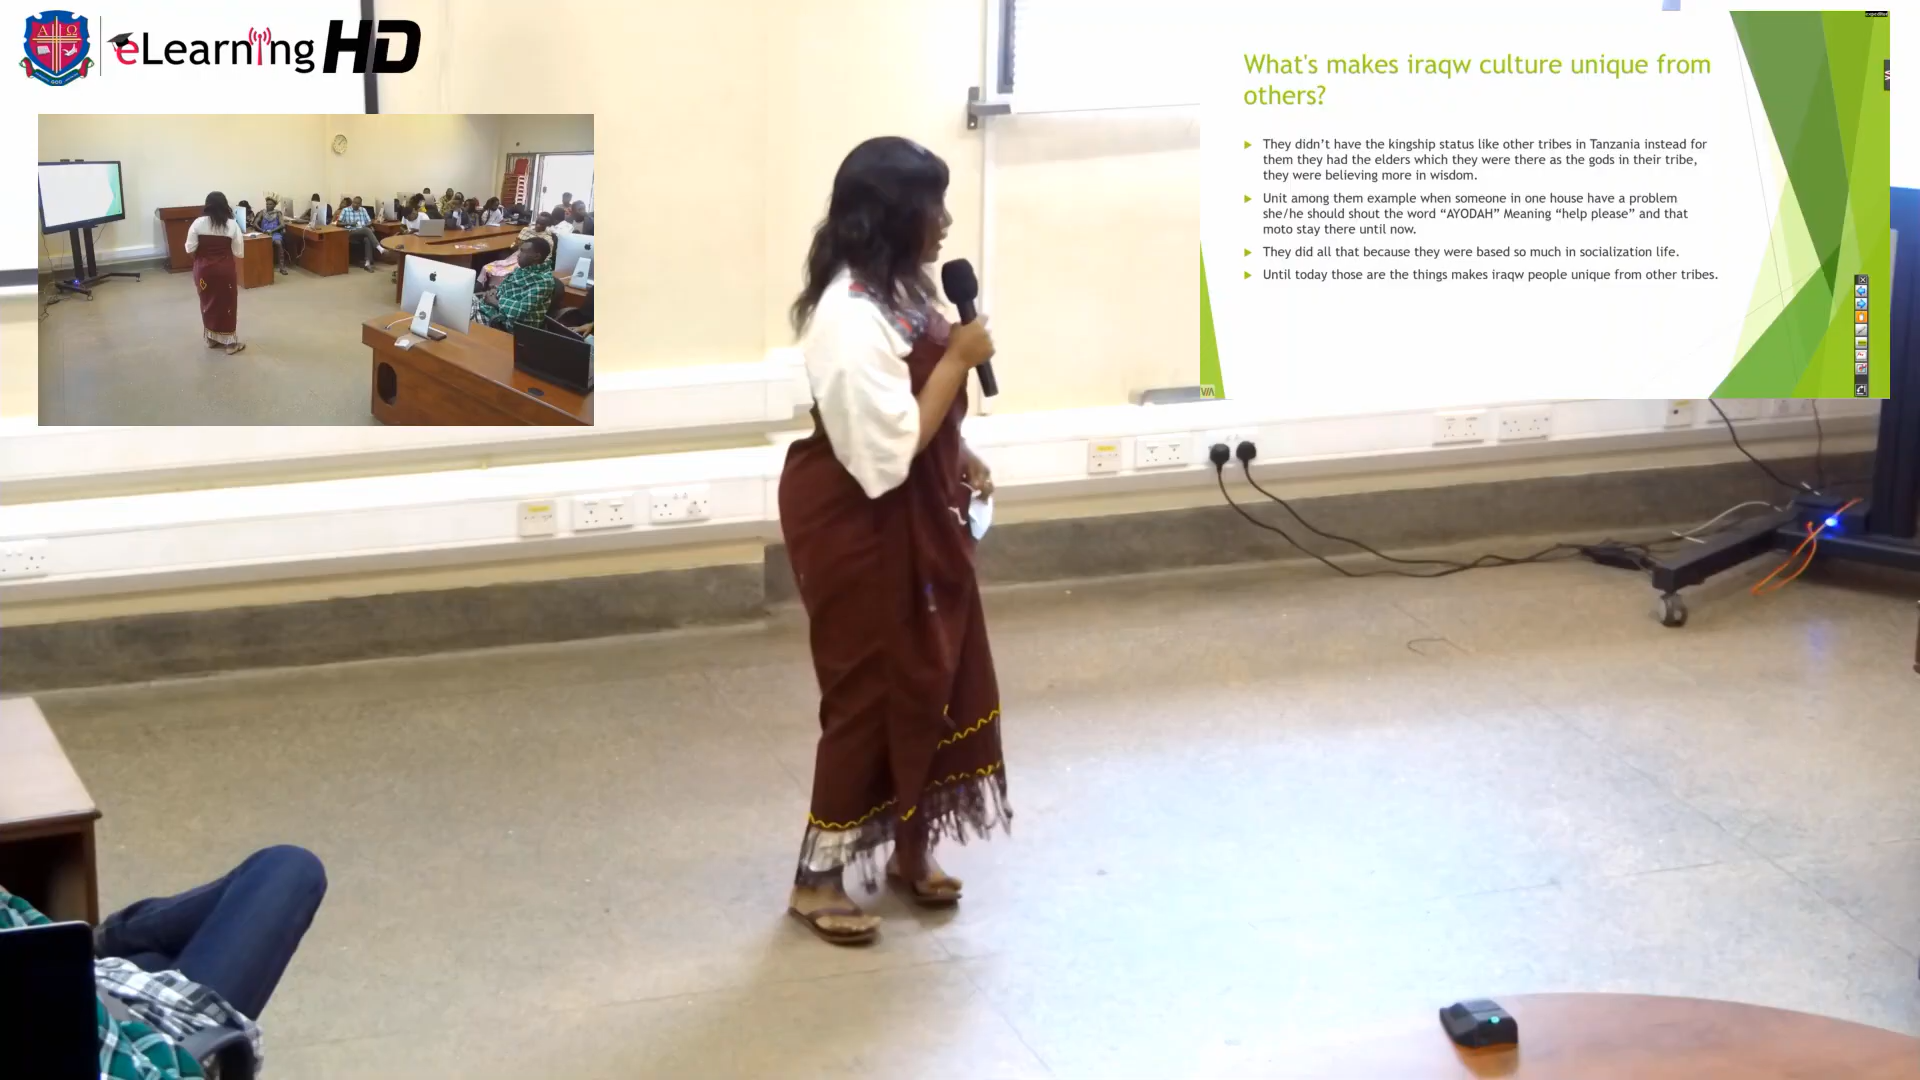 eLearning HD
What's makes iraqw culture unique from
others?
They didn't have the kingship status like other tribes in Tanzania instead for
them they had the elders which they were there as the gods in their tribe,
they were believing more in wisdom.
Unit among them example when someone in one house have a problem
she/he should shout the word “AYODAH” Meaning “help please” and that
moto stay there until now.
They did all that because they were based so much in socialization life.
Until today those are the things makes iraqw people unique from other tribes.
VIA